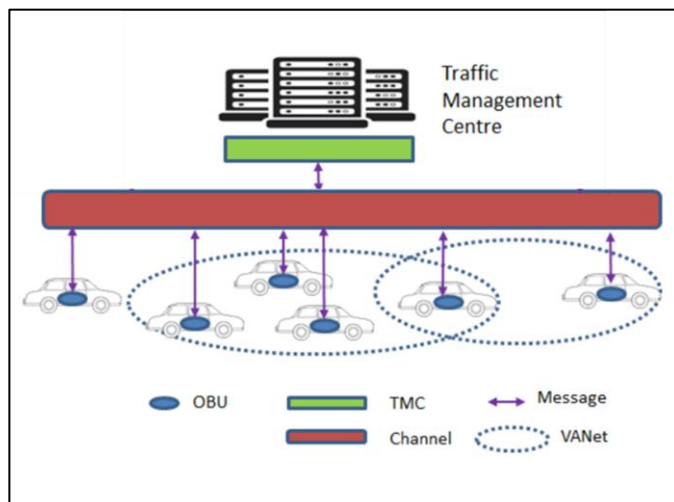 Traffic
Management
Centre
OBU
TMC
Message
Channel
VANet